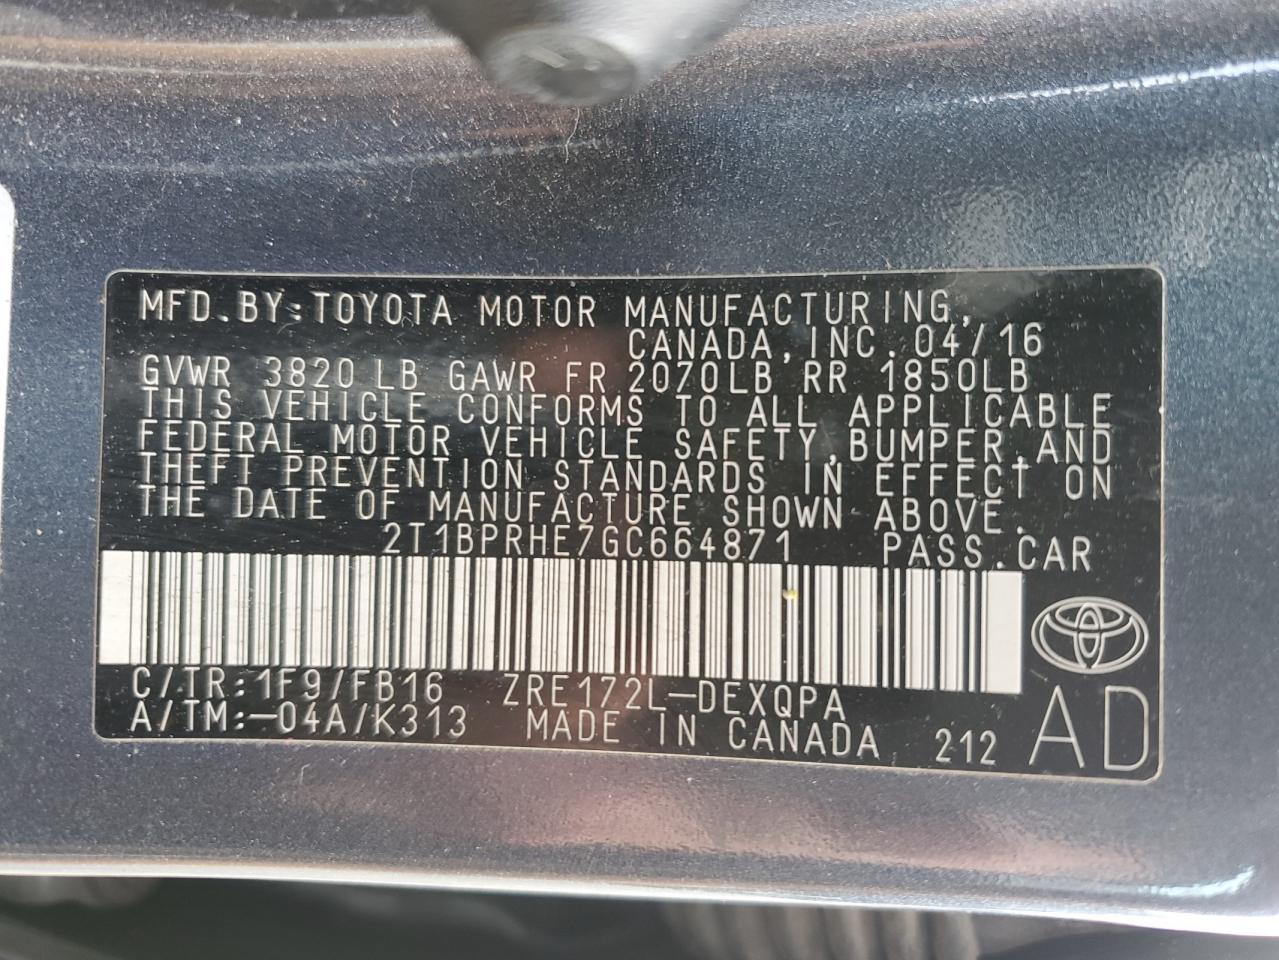 MFD.BY:TOYOTA MOTOR MANUFACTURING,
CANADA,INC.04/16
GVWR 3820LB GAWR FR 2070LB RR 1850LB
THIS VEHICLE CONFORMS TO ALL APPLICABLE
FEDERAL MOTOR VEHICLE SAFETY,BUMPER,AND
THEFT PREVENTION STANDARDS IN EFFECT ON
THE DATE OF MANUFACTURE SHOWN ABOVE.
2T1BPRHE7GC664871 PASS.CAR
C/TR:1F9/FB16 ZRE172L-DEXQPA
A/TM:-04A/K313 MADE IN CANADA 212 AD